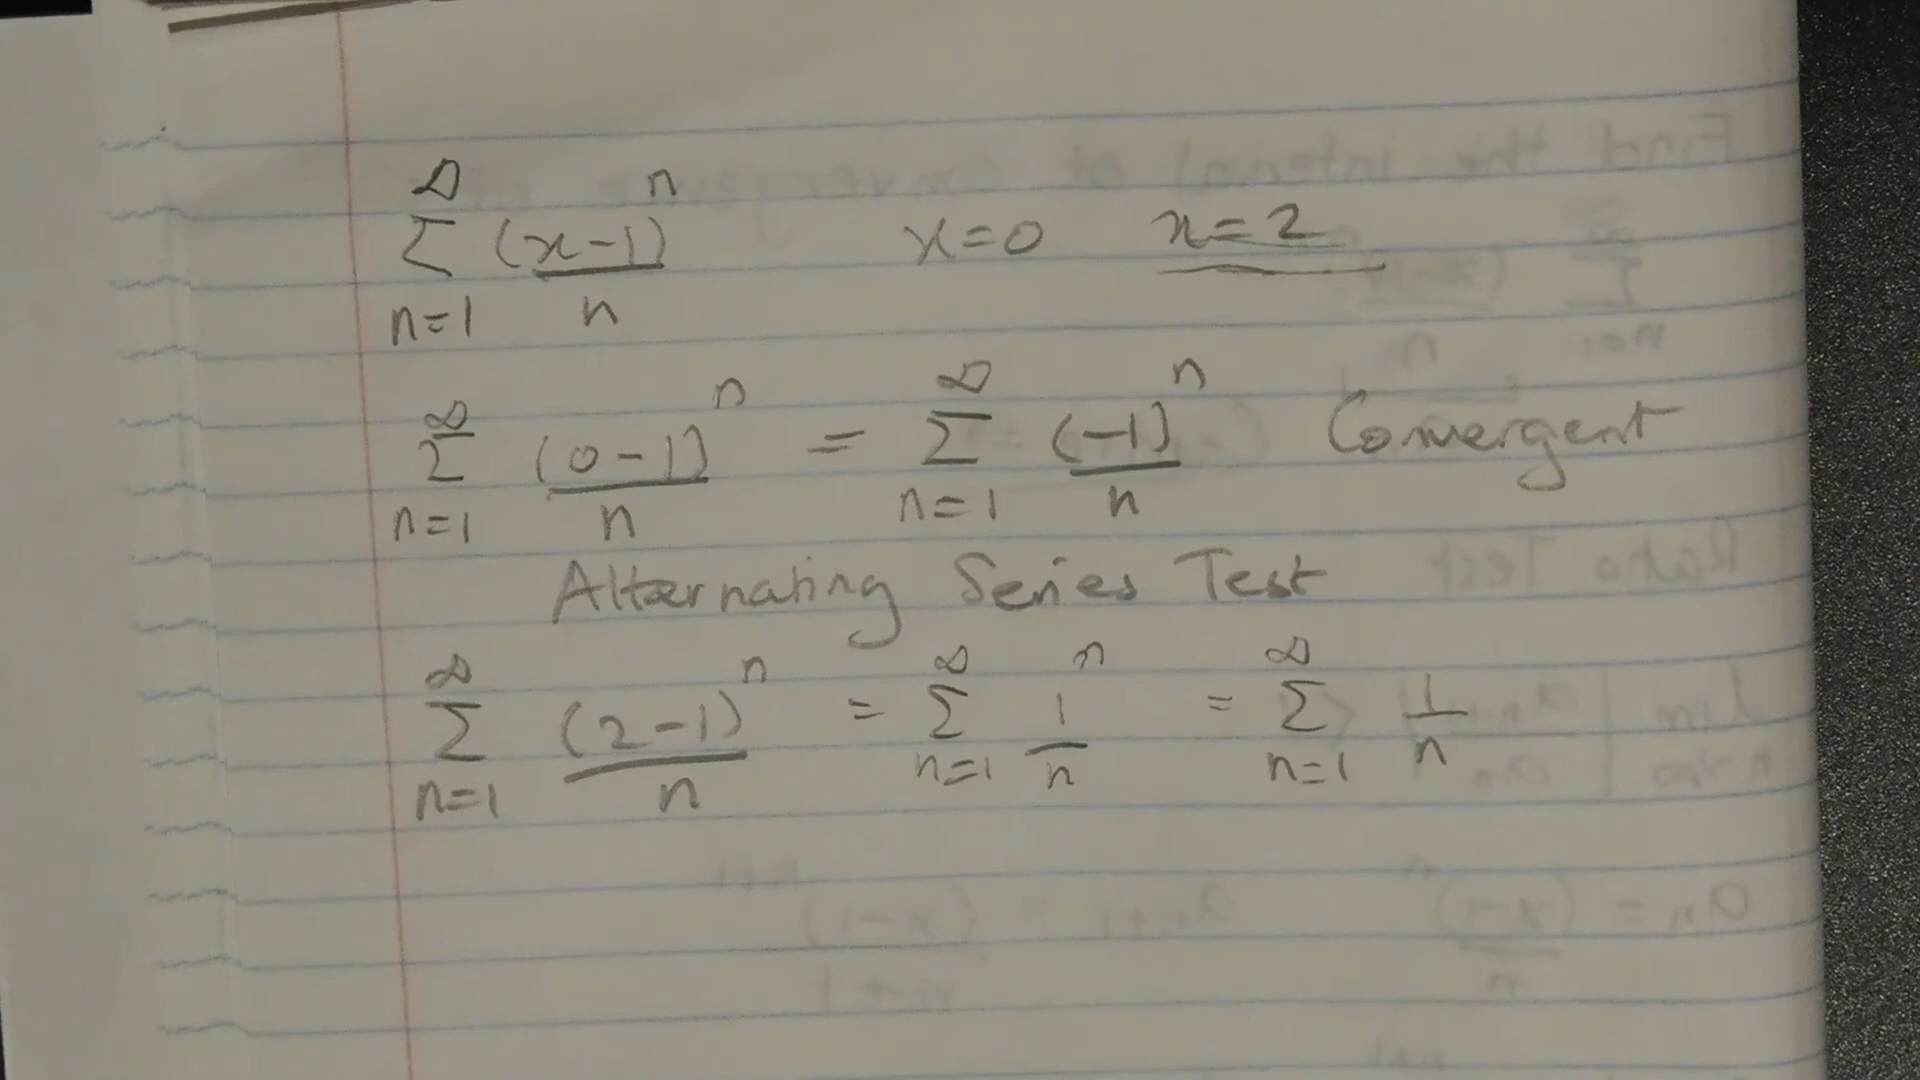 ∞ n
Σ (x-1) x=0 x=2
n=1 n
∞ n ∞ n
Σ (0-1) = Σ (-1) Convergent
n=1 n n=1 n
Alternating Series Test
∞ n ∞ n ∞
Σ (2-1) = Σ 1 = Σ 1
n=1 n n=1 n n=1 n